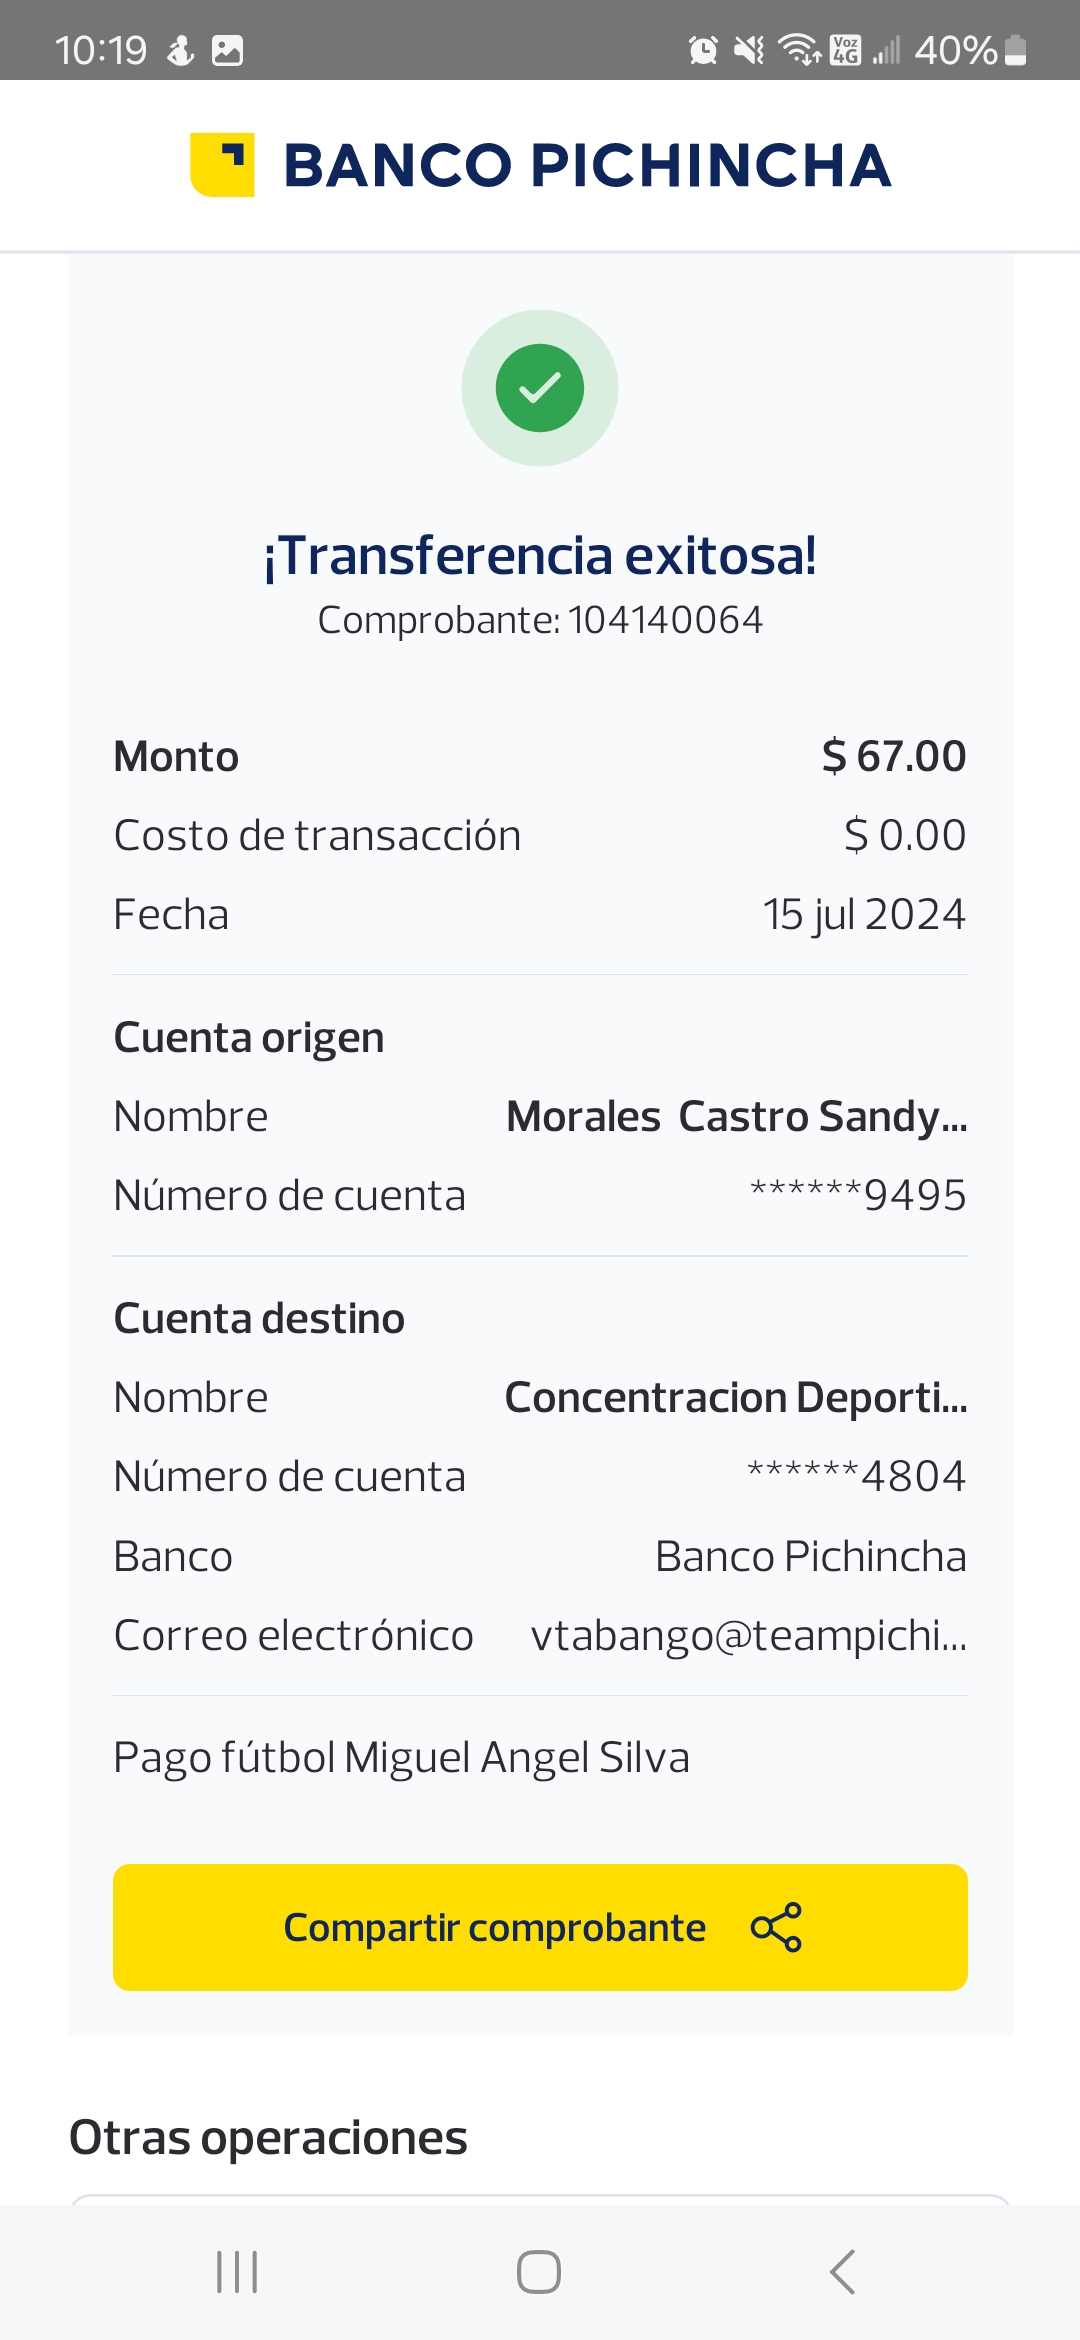 10:19 Voz 4G 40%
BANCO PICHINCHA
¡Transferencia exitosa!
Comprobante: 104140064
Monto $ 67.00
Costo de transacción $ 0.00
Fecha 15 jul 2024
Cuenta origen
Nombre Morales  Castro Sandy...
Número de cuenta ******9495
Cuenta destino
Nombre Concentracion Deporti...
Número de cuenta ******4804
Banco Banco Pichincha
Correo electrónico vtabango@teampichi...
Pago fútbol Miguel Angel Silva
Compartir comprobante
Otras operaciones